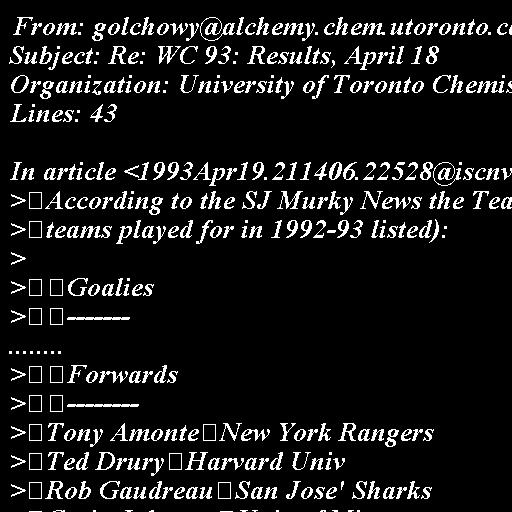 From: golchowy@alchemy.chem.utoronto.c
Subject: Re: WC 93: Results, April 18
Organization: University of Toronto Chemis
Lines: 43

In article <1993Apr19.211406.22528@iscnv
>□According to the SJ Murky News the Tea
>□teams played for in 1992-93 listed):
>
>□□Goalies
>□□-------
........
>□□Forwards
>□□--------
>□Tony Amonte□New York Rangers
>□Ted Drury□Harvard Univ
>□Rob Gaudreau□San Jose' Sharks